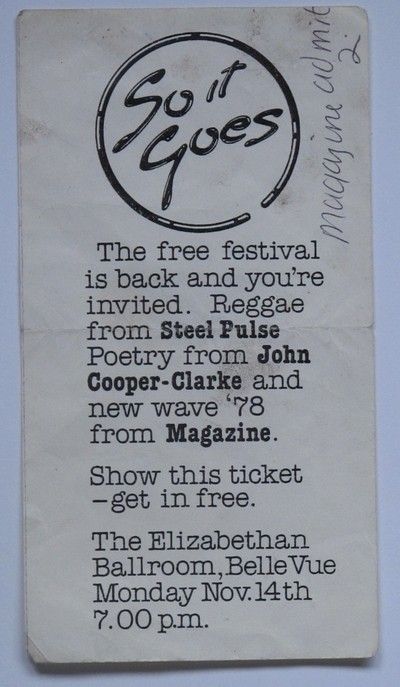 So it
Goes
magazine admit
2.
The free festival
is back and you're
invited. Reggae
from Steel Pulse
Poetry from John
Cooper-Clarke and
new wave '78
from Magazine.
Show this ticket
–get in free.
The Elizabethan
Ballroom, Belle Vue
Monday Nov. 14th
7.00 p.m.